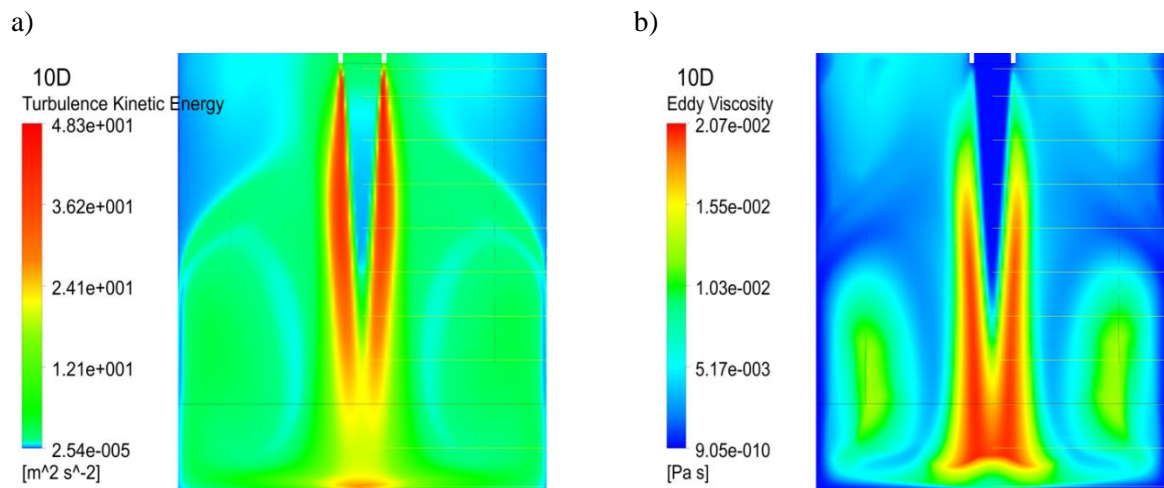 a)
10D
Turbulence Kinetic Energy
4.83e+001
3.62e+001
2.41e+001
1.21e+001
2.54e-005
[m^2 s^-2]
b)
10D
Eddy Viscosity
2.07e-002
1.55e-002
1.03e-002
5.17e-003
9.05e-010
[Pa s]